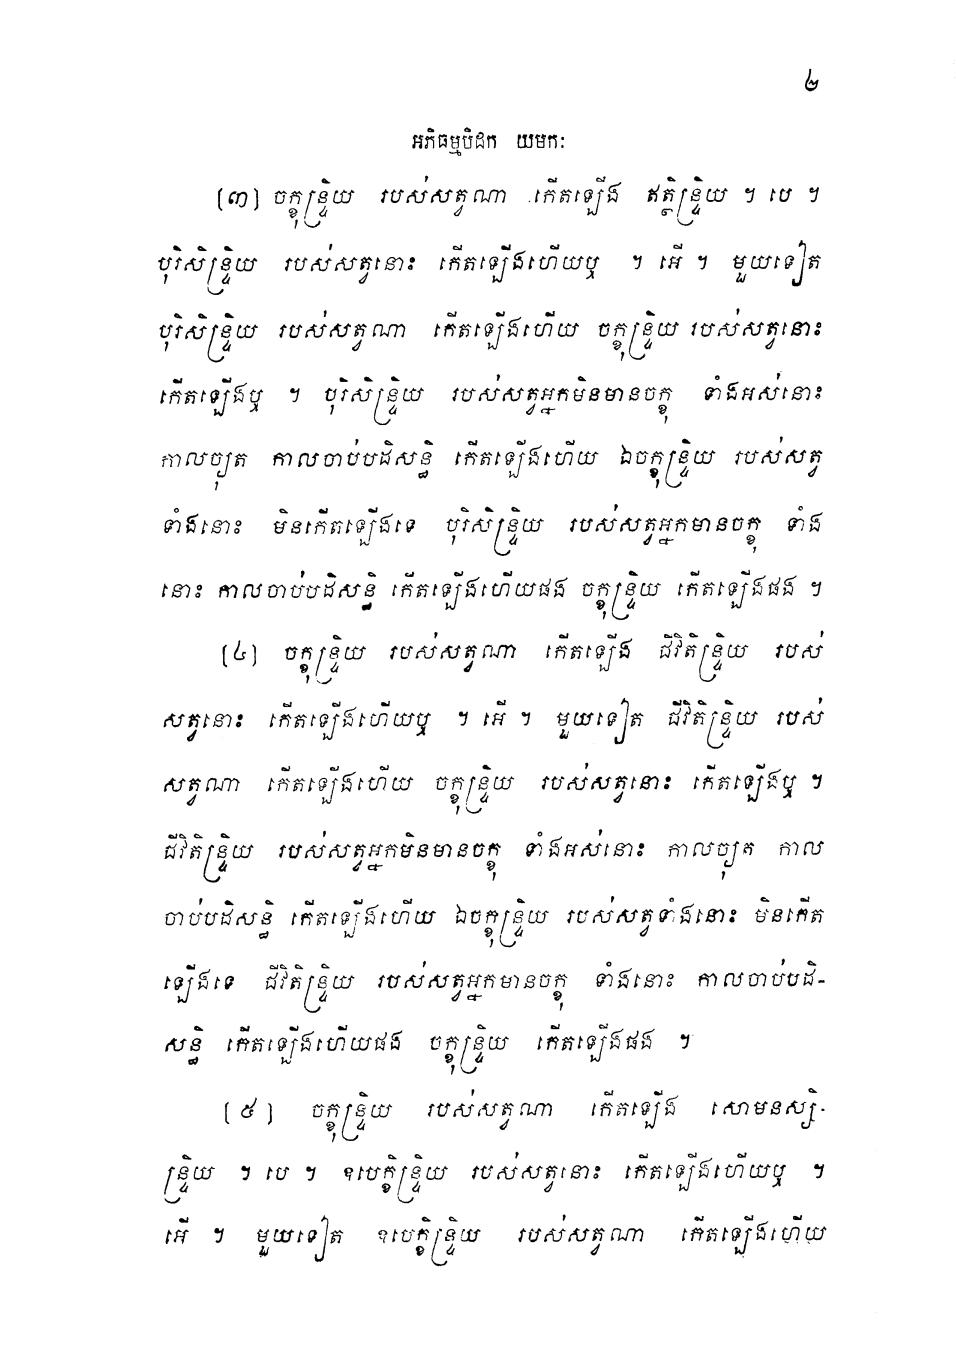 ២
អភិធម្មបិដក យមកៈ
(៣) ចក្ខុន្ទ្រិយ របស់សត្វណា កើតឡើង ឥត្ថិន្ទ្រិយ ។ បេ ។
បុរិសិន្ទ្រិយ របស់សត្វនោះ កើតឡើងហើយឬ ។ អើ ។ មួយទៀត
បុរិសិន្ទ្រិយ របស់សត្វណា កើតឡើងហើយ ចក្ខុន្ទ្រិយ របស់សត្វនោះ
កើតឡើងឬ ។ បុរិសិន្ទ្រិយ របស់សត្វអ្នកមិនមានចក្ខុ ទាំងអស់នោះ
កាលច្យុត កាលចាប់បដិសន្ធិ កើតឡើងហើយ ឯចក្ខុន្ទ្រិយ របស់សត្វ
ទាំងនោះ មិនកើតឡើងទេ បុរិសិន្ទ្រិយ របស់សត្វអ្នកមានចក្ខុ ទាំង
នោះ កាលចាប់បដិសន្ធិ កើតឡើងហើយផង ចក្ខុន្ទ្រិយ កើតឡើងផង ។
(៤) ចក្ខុន្ទ្រិយ របស់សត្វណា កើតឡើង ជីវិតិន្ទ្រិយ របស់
សត្វនោះ កើតឡើងហើយឬ ។ អើ ។ មួយទៀត ជីវិតិន្ទ្រិយ របស់
សត្វណា កើតឡើងហើយ ចក្ខុន្ទ្រិយ របស់សត្វនោះ កើតឡើងឬ ។
ជីវិតិន្ទ្រិយ របស់សត្វអ្នកមិនមានចក្ខុ ទាំងអស់នោះ កាលច្យុត កាល
ចាប់បដិសន្ធិ កើតឡើងហើយ ឯចក្ខុន្ទ្រិយ របស់សត្វទាំងនោះ មិនកើត
ឡើងទេ ជីវិតិន្ទ្រិយ របស់សត្វអ្នកមានចក្ខុ ទាំងនោះ កាលចាប់បដិ-
សន្ធិ កើតឡើងហើយផង ចក្ខុន្ទ្រិយ កើតឡើងផង ។
(៥) ចក្ខុន្ទ្រិយ របស់សត្វណា កើតឡើង សោមនស្សិ-
ន្ទ្រិយ ។ បេ ។ ឧបេក្ខិន្ទ្រិយ របស់សត្វនោះ កើតឡើងហើយឬ ។
អើ ។ មួយទៀត ឧបេក្ខិន្ទ្រិយ របស់សត្វណា កើតឡើងហើយ